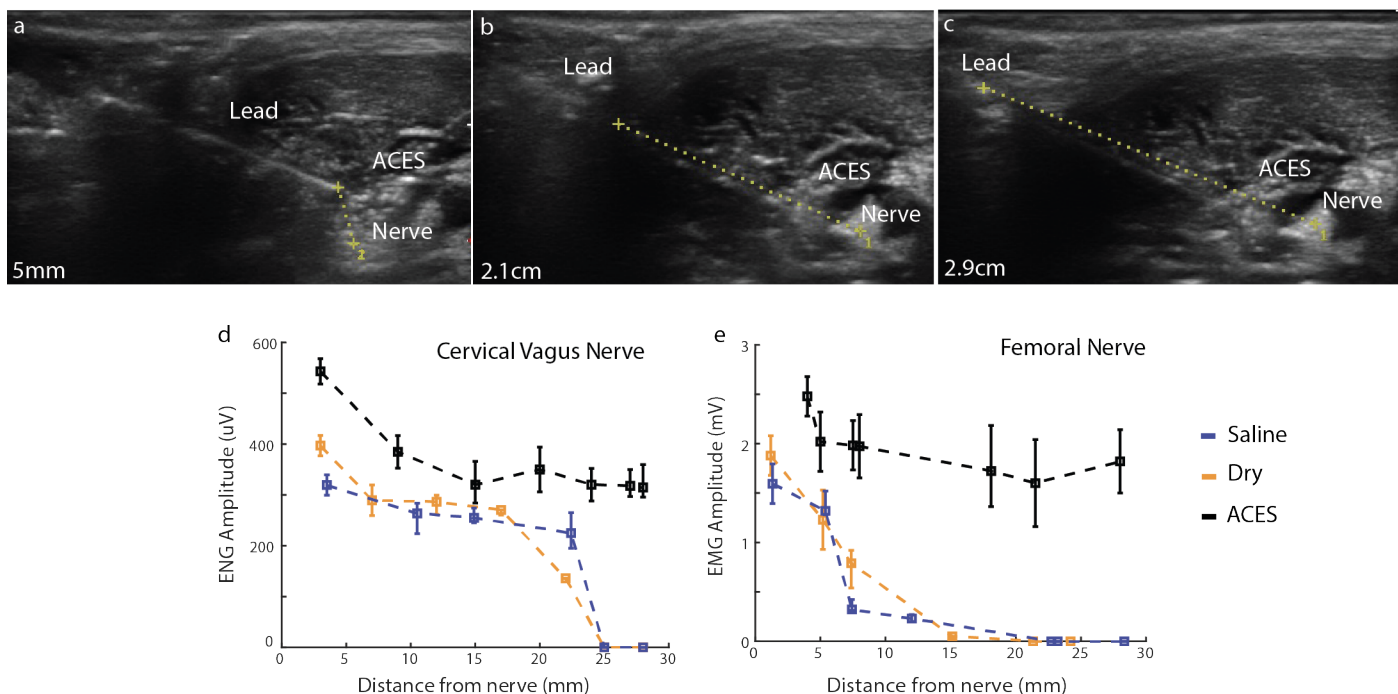 a
Lead
ACES
Nerve
2
5mm
b
Lead
ACES
Nerve
1
2.1cm
c
Lead
ACES
Nerve
1
2.9cm
d
Cervical Vagus Nerve
ENG Amplitude (uV)
600
400
200
0
0 5 10 15 20 25 30
Distance from nerve (mm)
e
Femoral Nerve
EMG Amplitude (mV)
3
2
1
0
0 5 10 15 20 25 30
Distance from nerve (mm)
Saline
Dry
ACES